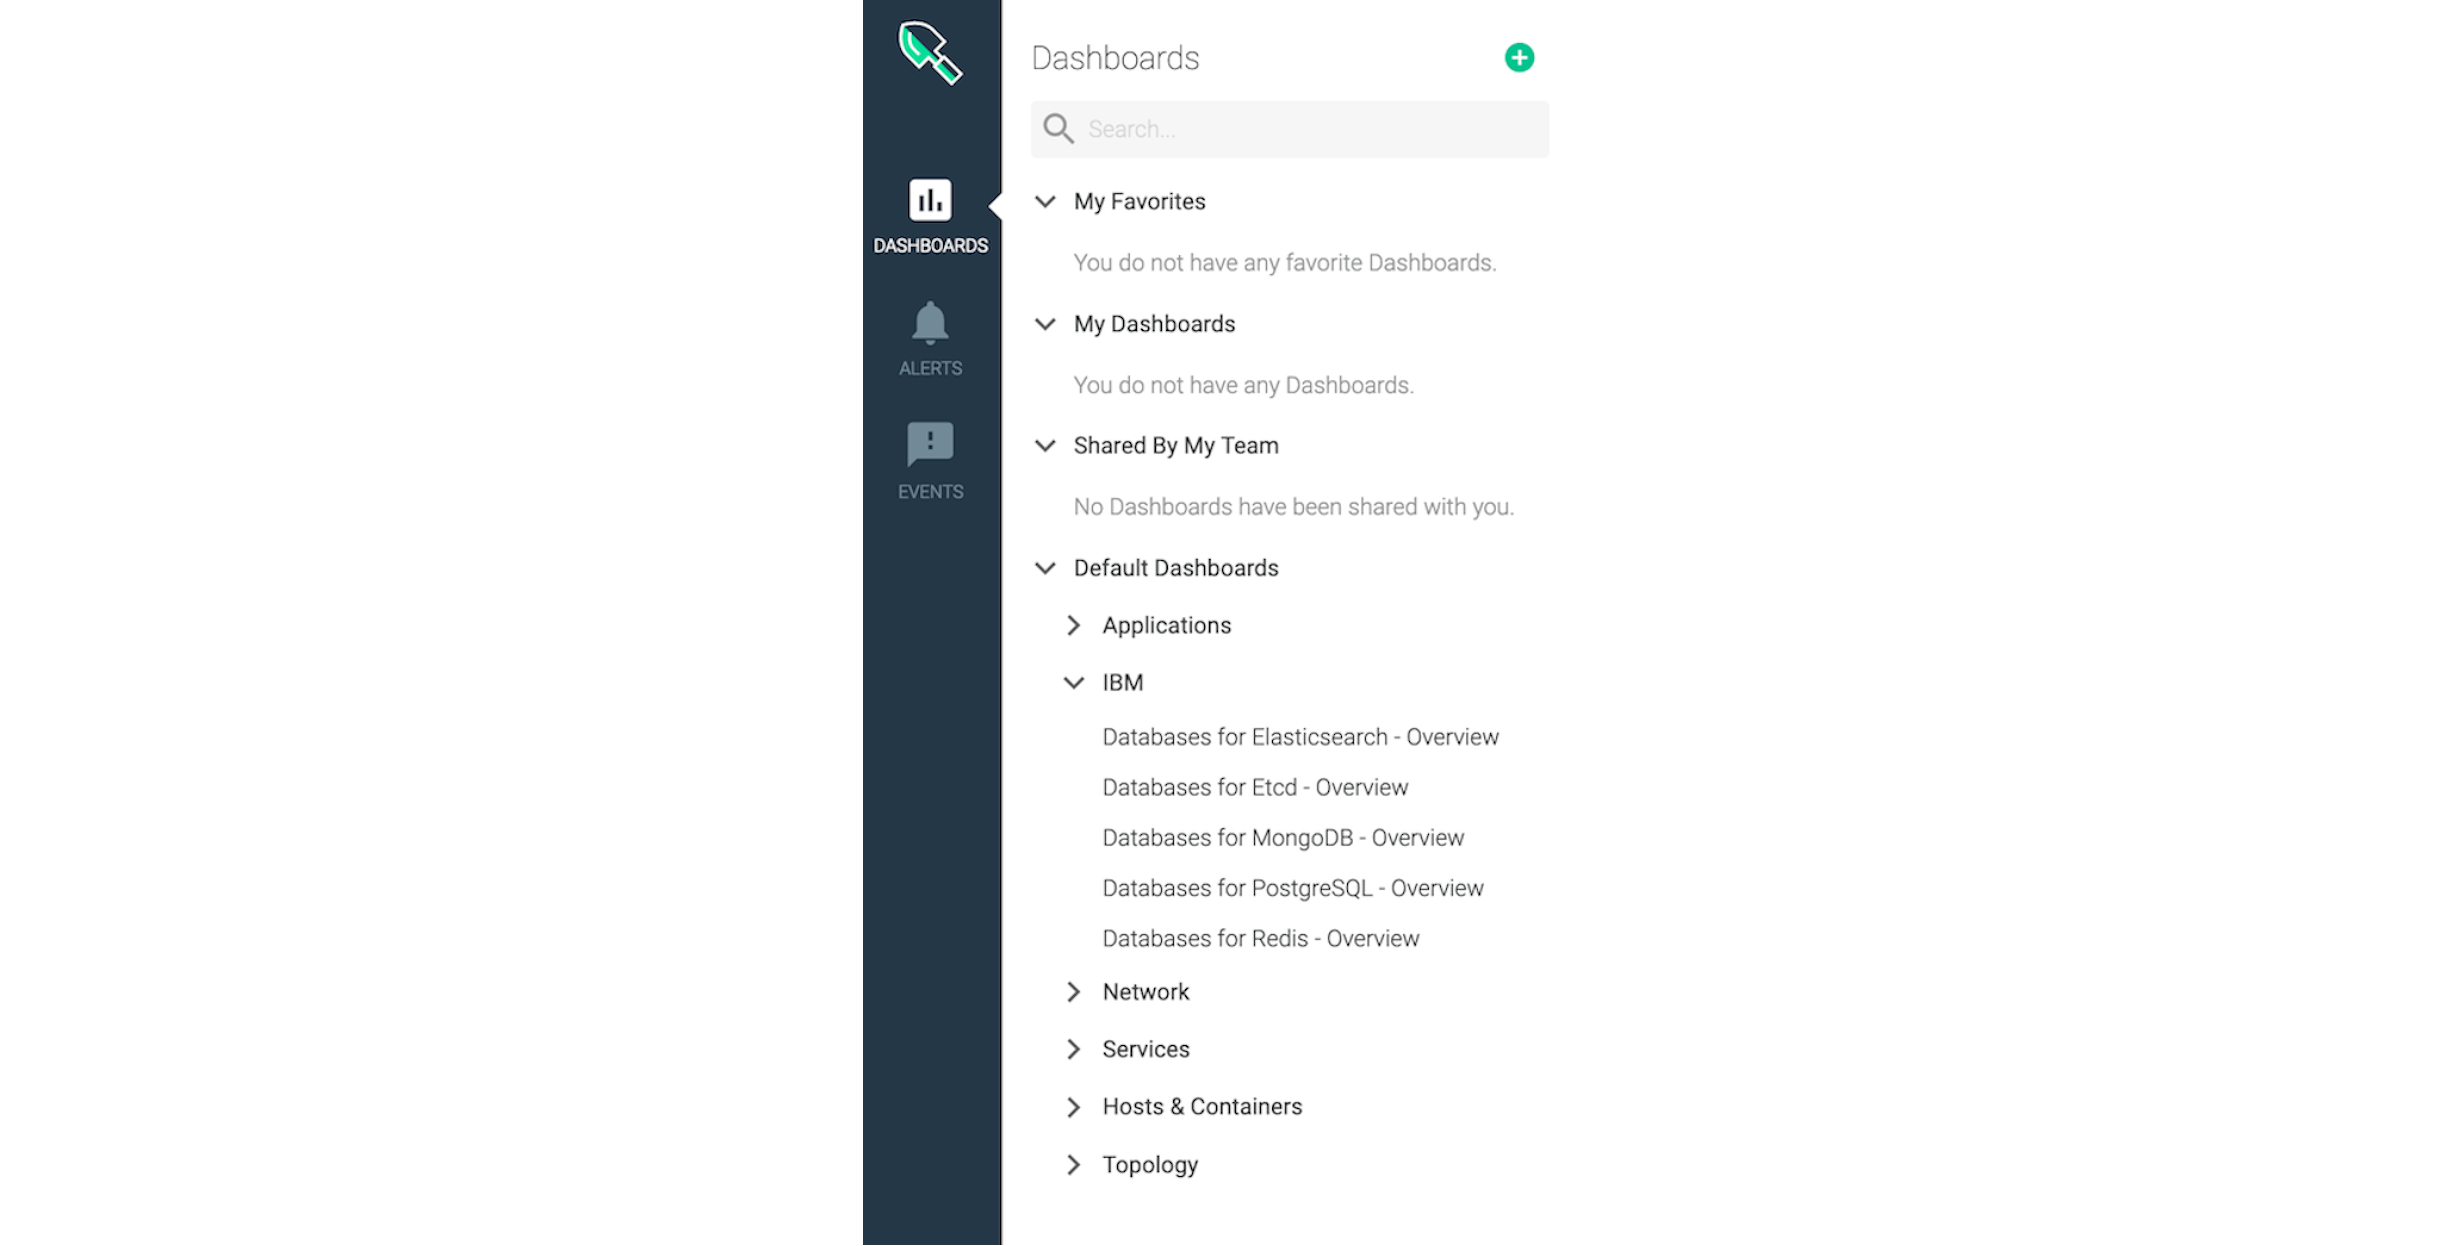 Dashboards
Search...
DASHBOARDS
ALERTS
EVENTS
My Favorites
You do not have any favorite Dashboards.
My Dashboards
You do not have any Dashboards.
Shared By My Team
No Dashboards have been shared with you.
Default Dashboards
Applications
IBM
Databases for Elasticsearch - Overview
Databases for Etcd - Overview
Databases for MongoDB - Overview
Databases for PostgreSQL - Overview
Databases for Redis - Overview
Network
Services
Hosts & Containers
Topology